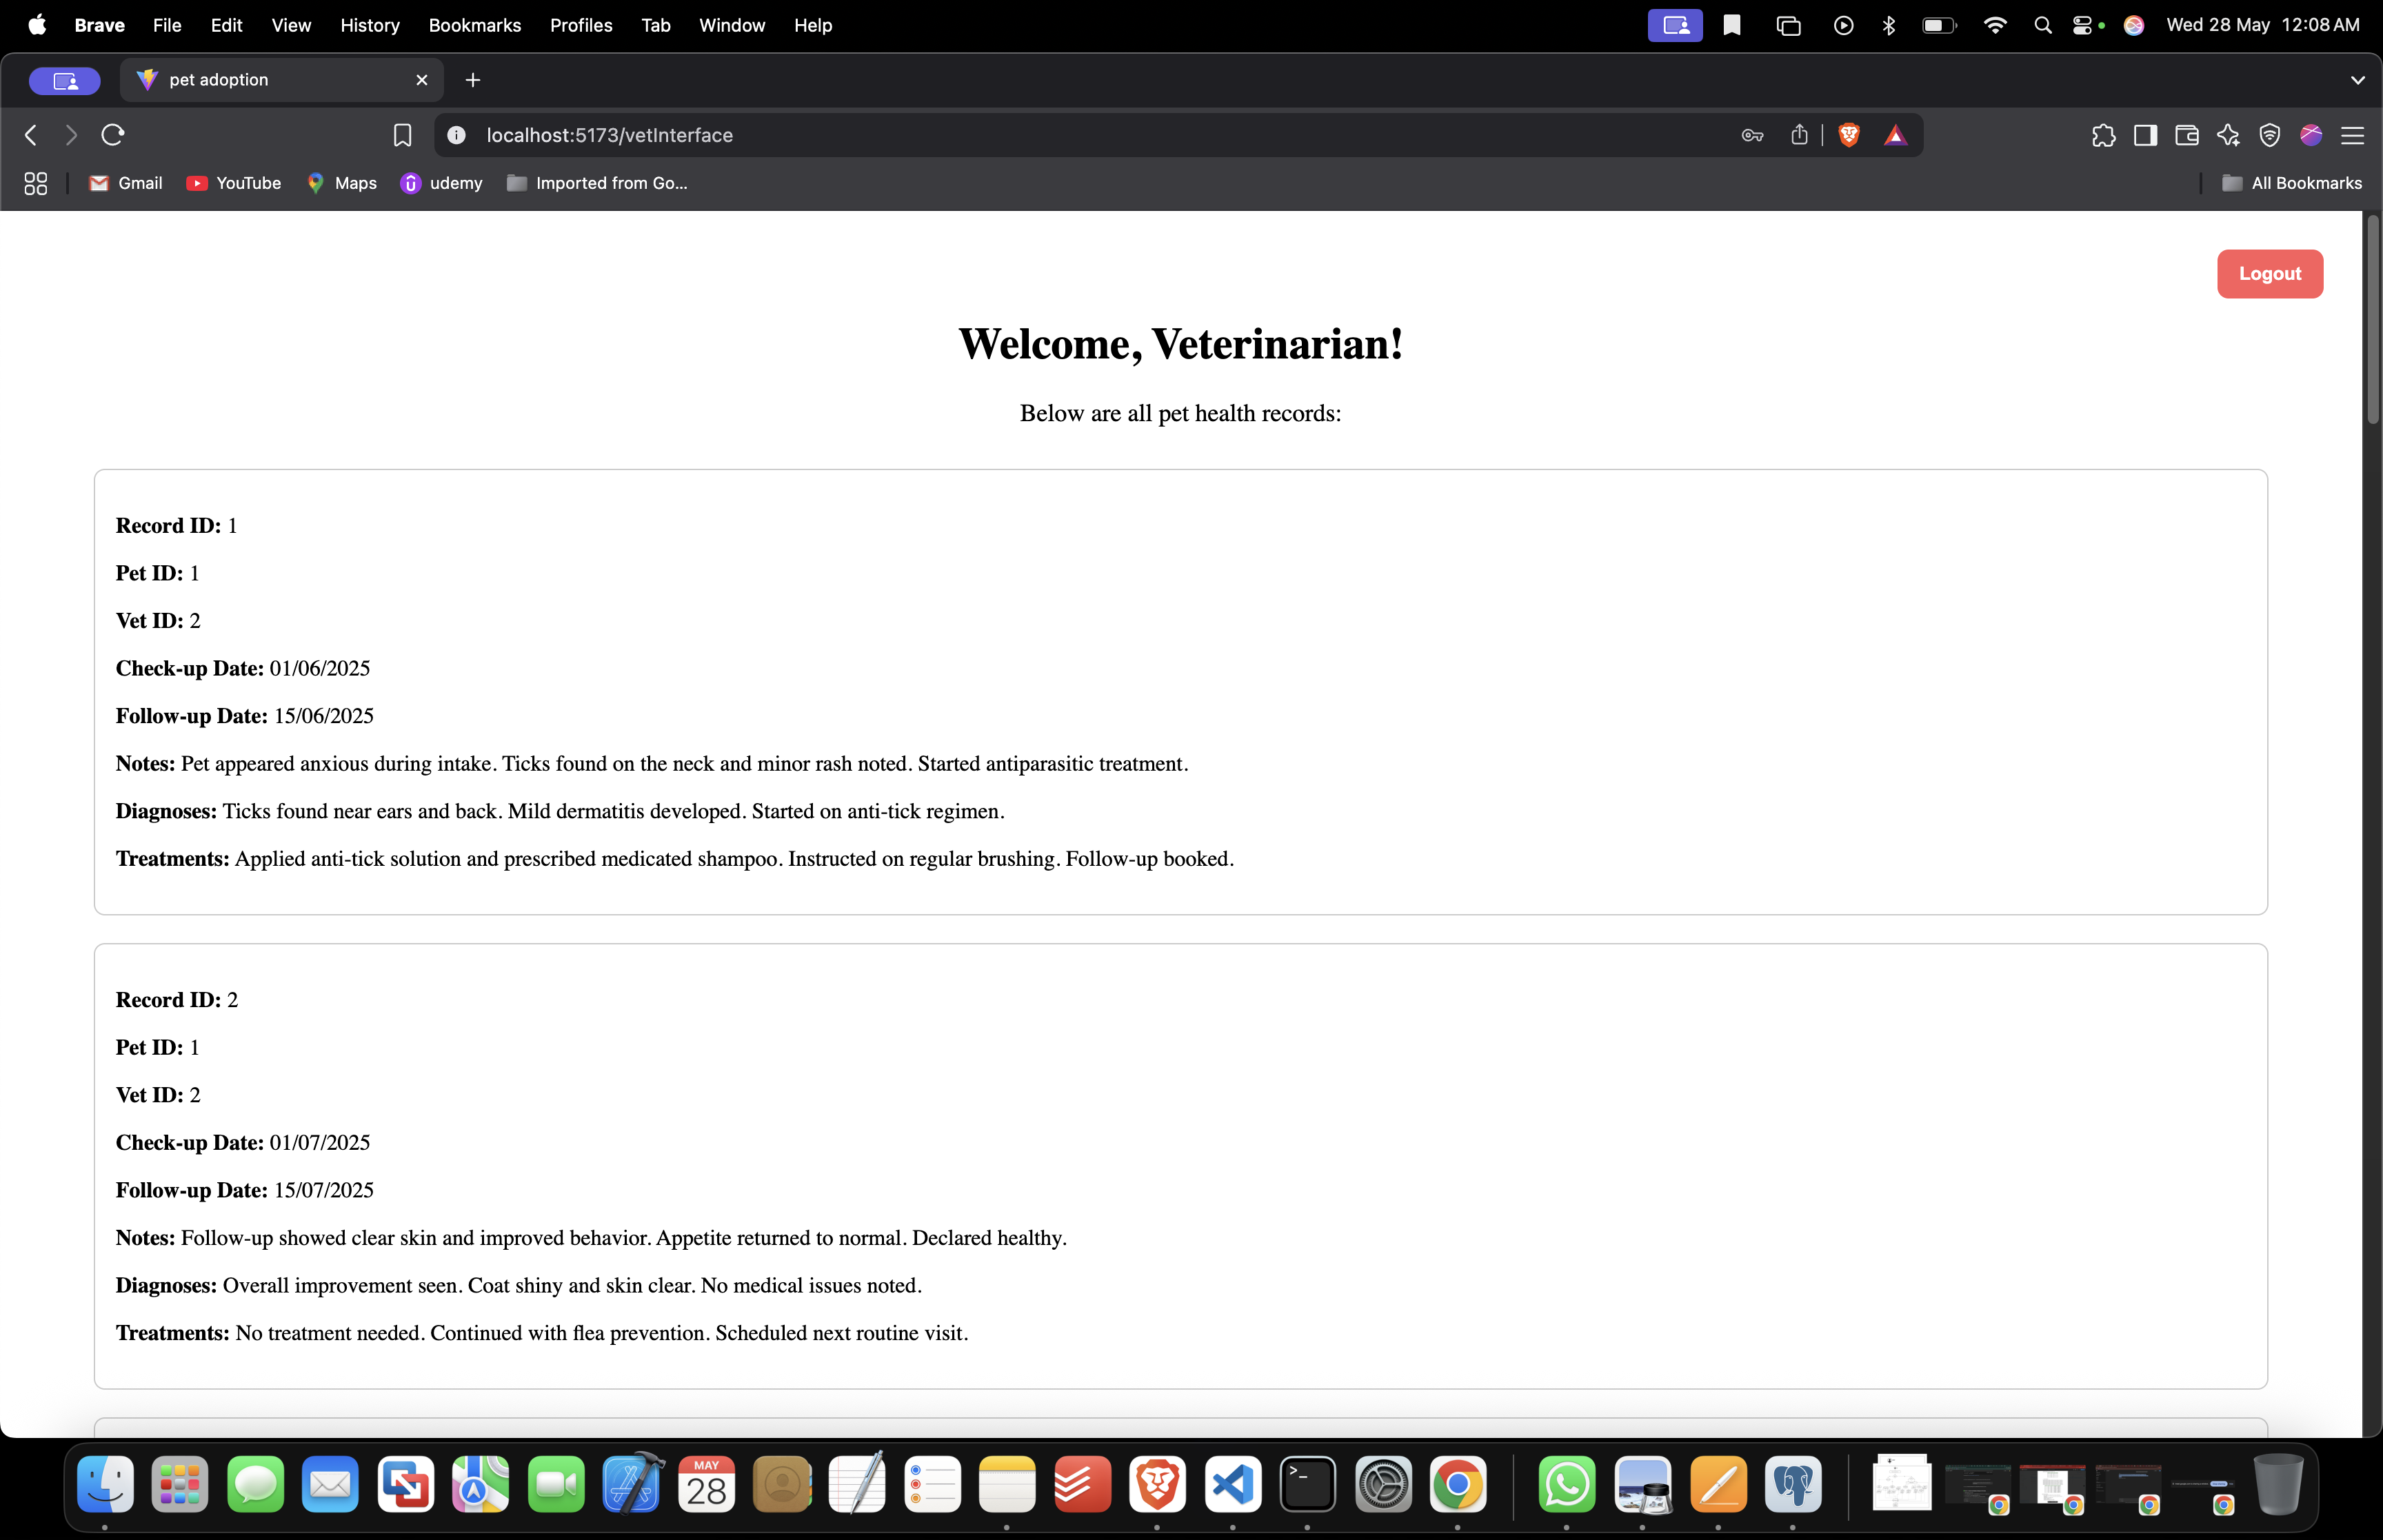 Brave File Edit View History Bookmarks Profiles Tab Window Help Wed 28 May 12:08 AM
pet adoption
localhost:5173/vetInterface
Gmail YouTube Maps udemy Imported from Go... All Bookmarks
Logout
Welcome, Veterinarian!
Below are all pet health records:
Record ID: 1
Pet ID: 1
Vet ID: 2
Check-up Date: 01/06/2025
Follow-up Date: 15/06/2025
Notes: Pet appeared anxious during intake. Ticks found on the neck and minor rash noted. Started antiparasitic treatment.
Diagnoses: Ticks found near ears and back. Mild dermatitis developed. Started on anti-tick regimen.
Treatments: Applied anti-tick solution and prescribed medicated shampoo. Instructed on regular brushing. Follow-up booked.
Record ID: 2
Pet ID: 1
Vet ID: 2
Check-up Date: 01/07/2025
Follow-up Date: 15/07/2025
Notes: Follow-up showed clear skin and improved behavior. Appetite returned to normal. Declared healthy.
Diagnoses: Overall improvement seen. Coat shiny and skin clear. No medical issues noted.
Treatments: No treatment needed. Continued with flea prevention. Scheduled next routine visit.
MAY
28